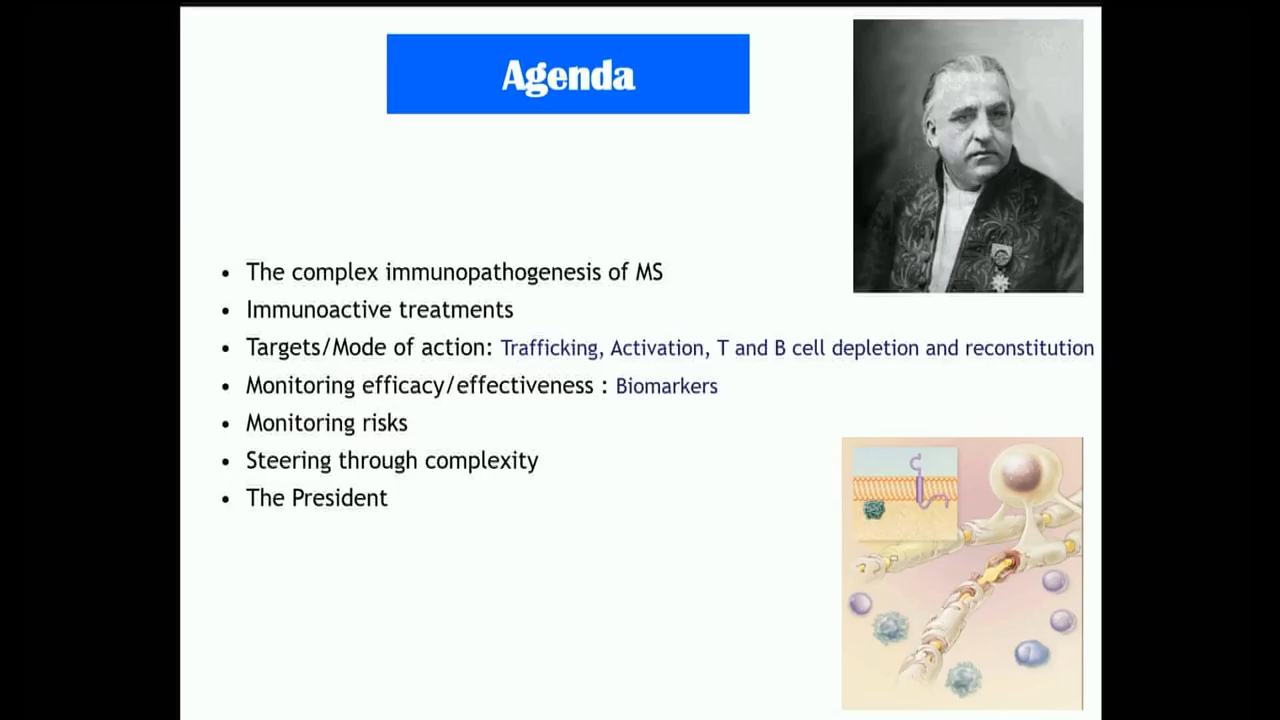 Agenda
• The complex immunopathogenesis of MS
• Immunoactive treatments
• Targets/Mode of action: Trafficking, Activation, T and B cell depletion and reconstitution
• Monitoring efficacy/effectiveness : Biomarkers
• Monitoring risks
• Steering through complexity
• The President